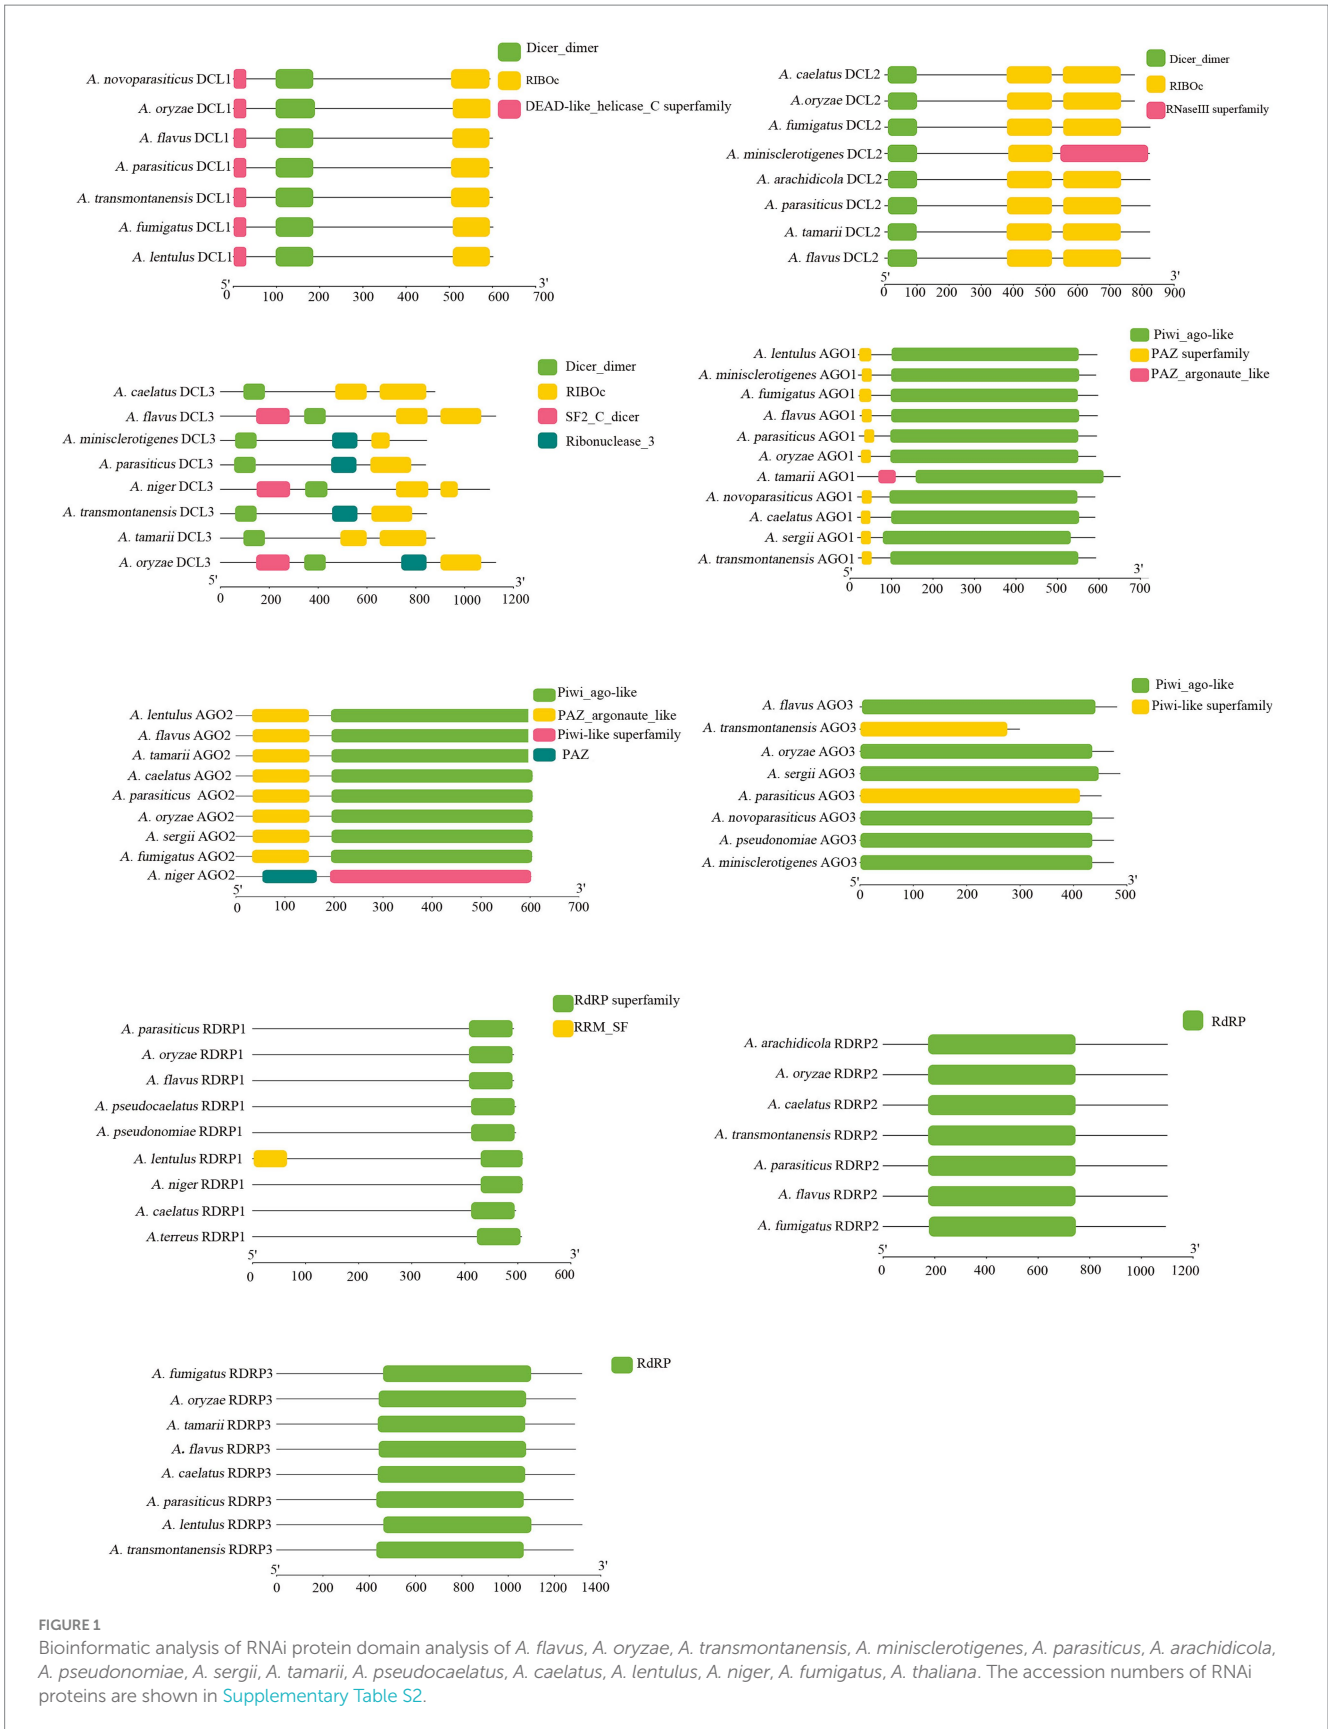 Dicer_dimer
RIBOc
DEAD-like_helicase_C superfamily
A. novoparasiticus DCL1
A. oryzae DCL1
A. flavus DCL1
A. parasiticus DCL1
A. transmontanensis DCL1
A. fumigatus DCL1
A. lentulus DCL1
5' 3'
0 100 200 300 400 500 600 700
Dicer_dimer
RIBOc
RNaseIII superfamily
A. caelatus DCL2
A.oryzae DCL2
A. fumigatus DCL2
A. minisclerotigenes DCL2
A. arachidicola DCL2
A. parasiticus DCL2
A. tamarii DCL2
A. flavus DCL2
5' 3'
0 100 200 300 400 500 600 700 800 900
Dicer_dimer
RIBOc
SF2_C_dicer
Ribonuclease_3
A. caelatus DCL3
A. flavus DCL3
A. minisclerotigenes DCL3
A. parasiticus DCL3
A. niger DCL3
A. transmontanensis DCL3
A. tamarii DCL3
A. oryzae DCL3
5' 3'
0 200 400 600 800 1000 1200
Piwi_ago-like
PAZ superfamily
PAZ_argonaute_like
A. lentulus AGO1
A. minisclerotigenes AGO1
A. fumigatus AGO1
A. flavus AGO1
A. parasiticus AGO1
A. oryzae AGO1
A. tamarii AGO1
A. novoparasiticus AGO1
A. caelatus AGO1
A. sergii AGO1
A. transmontanensis AGO1
5' 3'
0 100 200 300 400 500 600 700
Piwi_ago-like
PAZ_argonaute_like
Piwi-like superfamily
PAZ
A. lentulus AGO2
A. flavus AGO2
A. tamarii AGO2
A. caelatus AGO2
A. parasiticus AGO2
A. oryzae AGO2
A. sergii AGO2
A. fumigatus AGO2
A. niger AGO2
5' 3'
0 100 200 300 400 500 600 700
Piwi_ago-like
Piwi-like superfamily
A. flavus AGO3
A. transmontanensis AGO3
A. oryzae AGO3
A. sergii AGO3
A. parasiticus AGO3
A. novoparasiticus AGO3
A. pseudonomiae AGO3
A. minisclerotigenes AGO3
5' 3'
0 100 200 300 400 500
RdRP superfamily
RRM_SF
A. parasiticus RDRP1
A. oryzae RDRP1
A. flavus RDRP1
A. pseudocaelatus RDRP1
A. pseudonomiae RDRP1
A. lentulus RDRP1
A. niger RDRP1
A. caelatus RDRP1
A.terreus RDRP1
5' 3'
0 100 200 300 400 500 600
RdRP
A. arachidicola RDRP2
A. oryzae RDRP2
A. caelatus RDRP2
A. transmontanensis RDRP2
A. parasiticus RDRP2
A. flavus RDRP2
A. fumigatus RDRP2
5' 3'
0 200 400 600 800 1000 1200
RdRP
A. fumigatus RDRP3
A. oryzae RDRP3
A. tamarii RDRP3
A. flavus RDRP3
A. caelatus RDRP3
A. parasiticus RDRP3
A. lentulus RDRP3
A. transmontanensis RDRP3
5' 3'
0 200 400 600 800 1000 1200 1400
FIGURE 1
Bioinformatic analysis of RNAi protein domain analysis of A. flavus, A. oryzae, A. transmontanensis, A. minisclerotigenes, A. parasiticus, A. arachidicola,
A. pseudonomiae, A. sergii, A. tamarii, A. pseudocaelatus, A. caelatus, A. lentulus, A. niger, A. fumigatus, A. thaliana. The accession numbers of RNAi
proteins are shown in Supplementary Table S2.